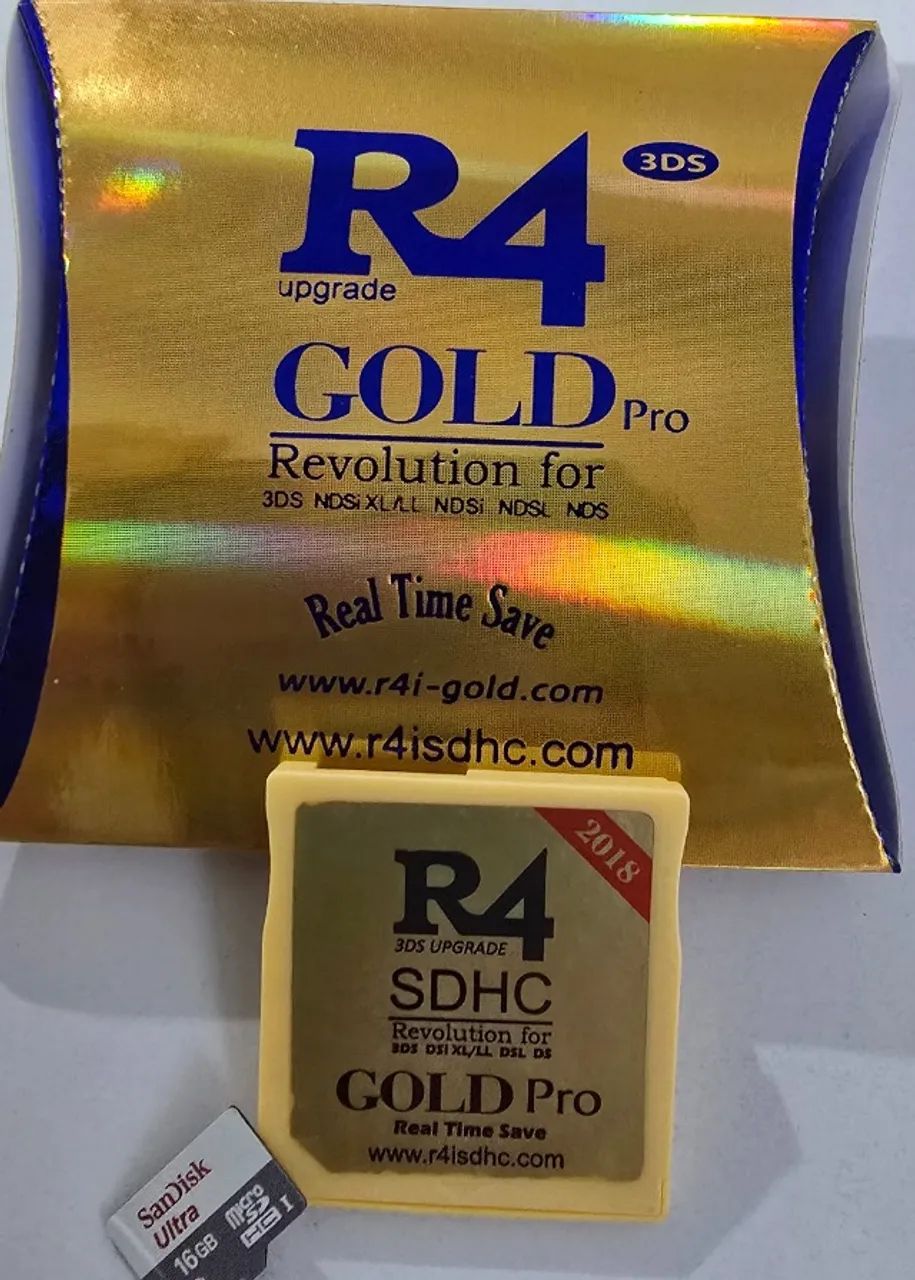 R4 3DS
upgrade
GOLD Pro
Revolution for
3DS NDSi XL/LL NDSi NDSL NDS
Real Time Save
www.r4i-gold.com
www.r4isdhc.com
2018
R4
3DS UPGRADE
SDHC
Revolution for
3DS DSI XL/LL DSL DS
GOLD Pro
Real Time Save
www.r4isdhc.com
SanDisk
Ultra
16GB
micro
SD
HC I